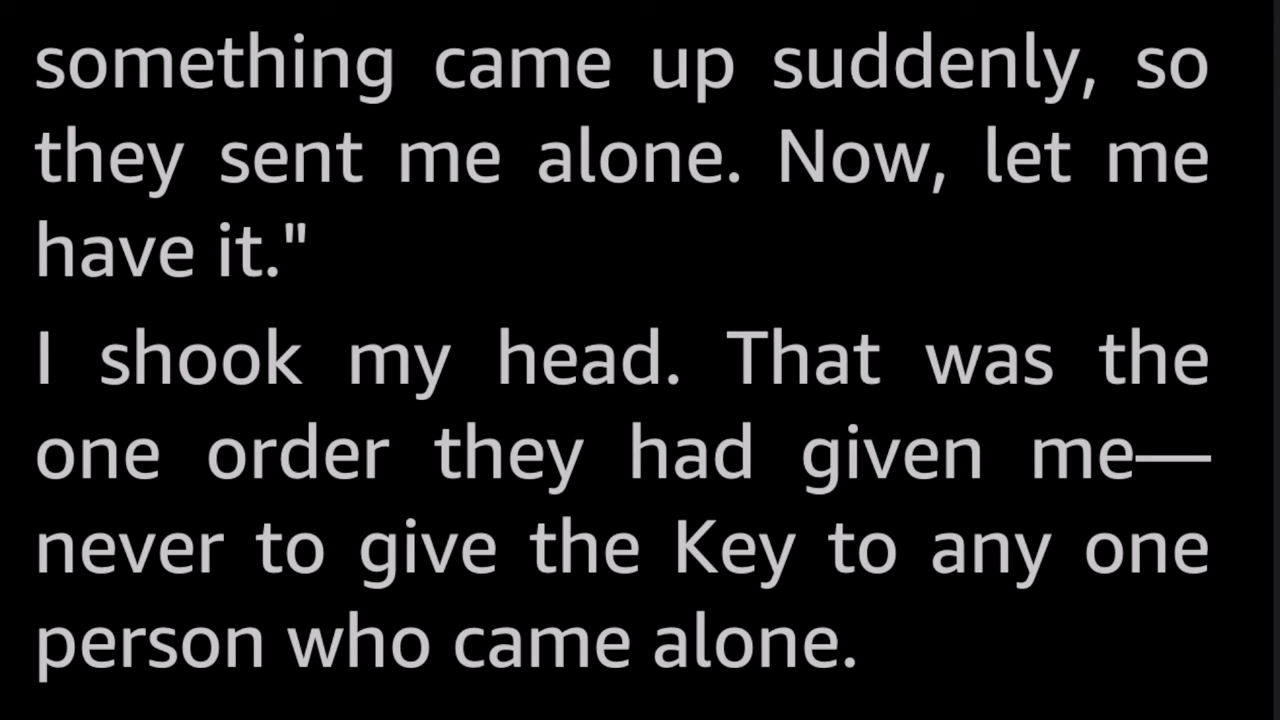 something came up suddenly, so
they sent me alone. Now, let me
have it."
I shook my head. That was the
one order they had given me—
never to give the Key to any one
person who came alone.